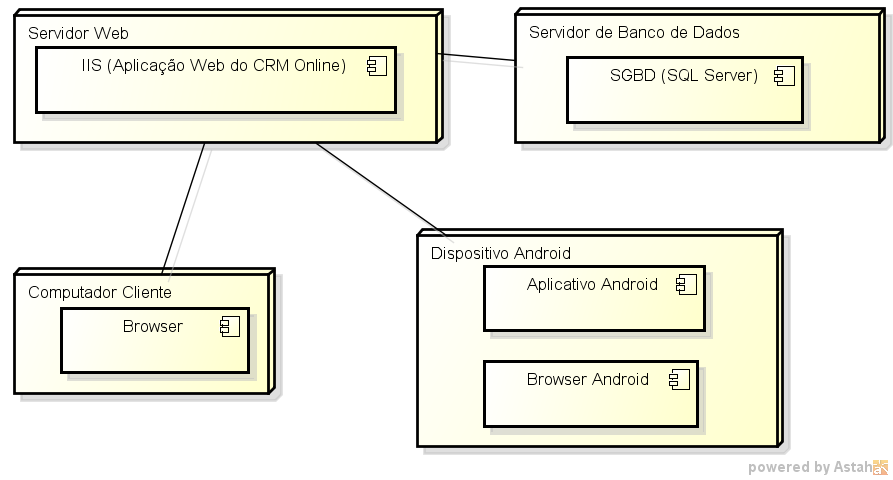 Servidor Web
IIS (Aplicação Web do CRM Online)
Servidor de Banco de Dados
SGBD (SQL Server)
Computador Cliente
Browser
Dispositivo Android
Aplicativo Android
Browser Android
powered by Astah